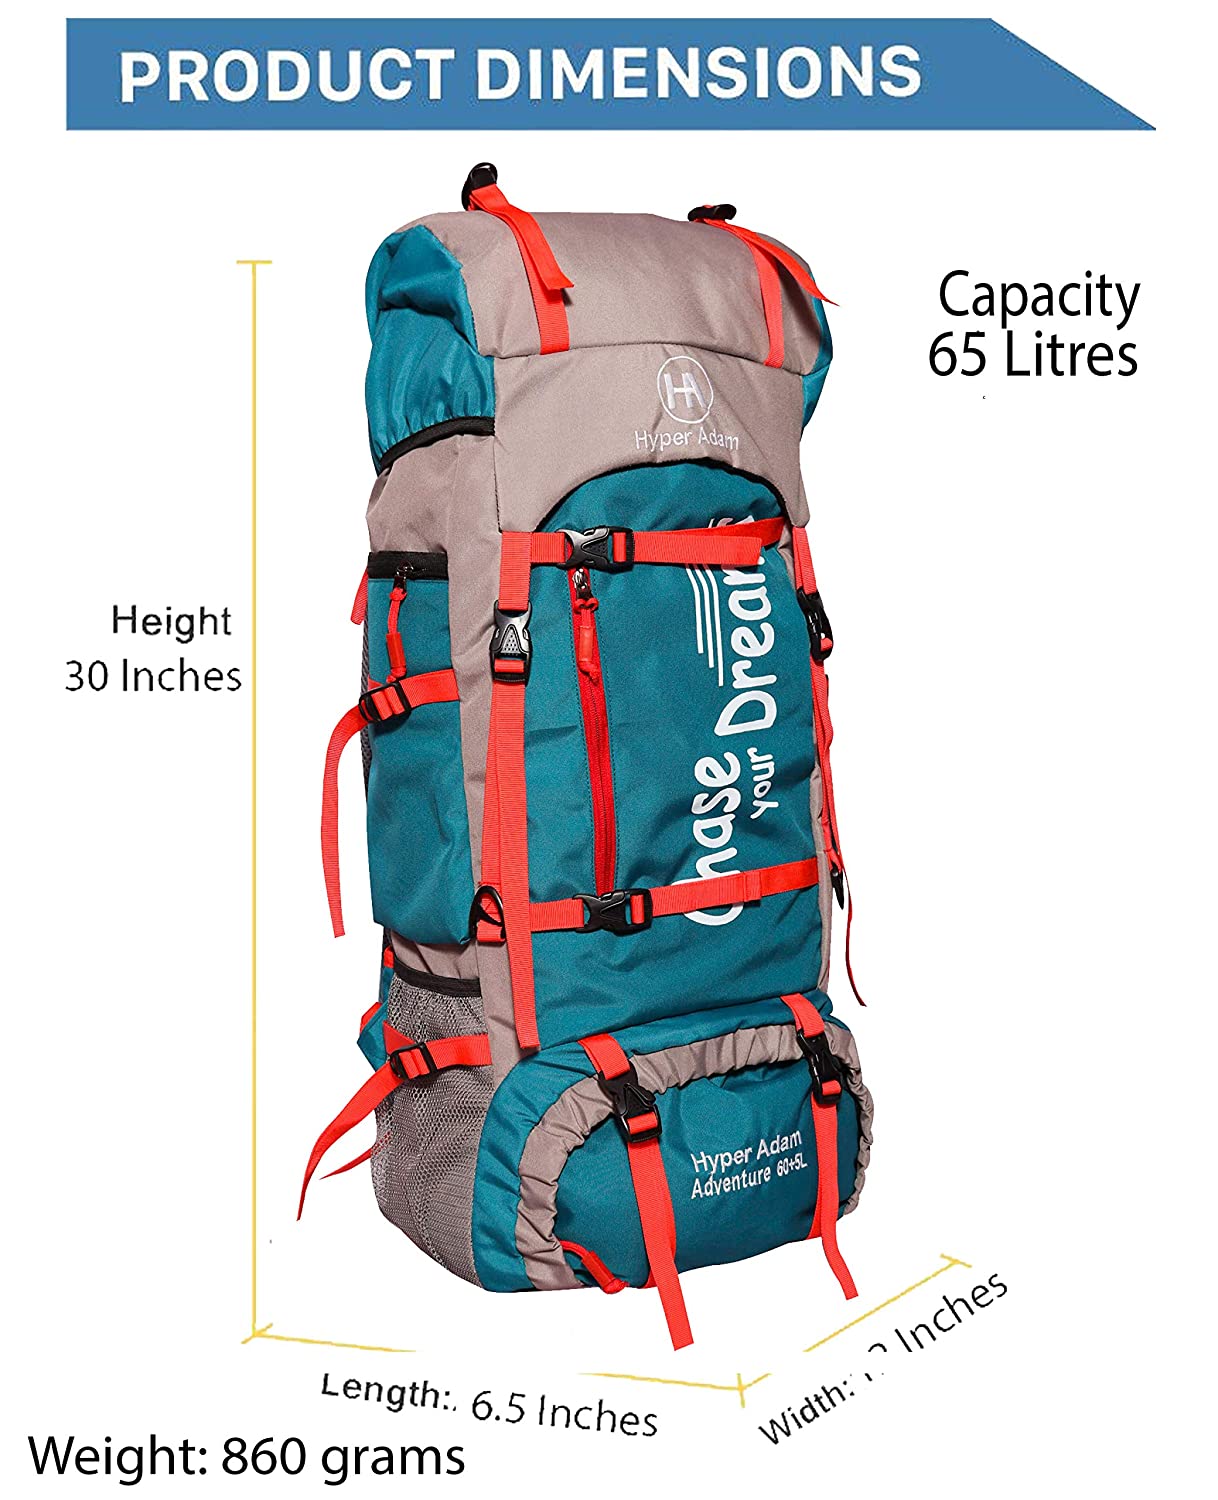 PRODUCT DIMENSIONS
Capacity
65 Litres
HA
Hyper Adam
Chase Dream
Your
Height
30 Inches
Hyper Adam
Adventure 60+5L
Length:
6.5 Inches
Width:
Inches
Weight: 860 grams